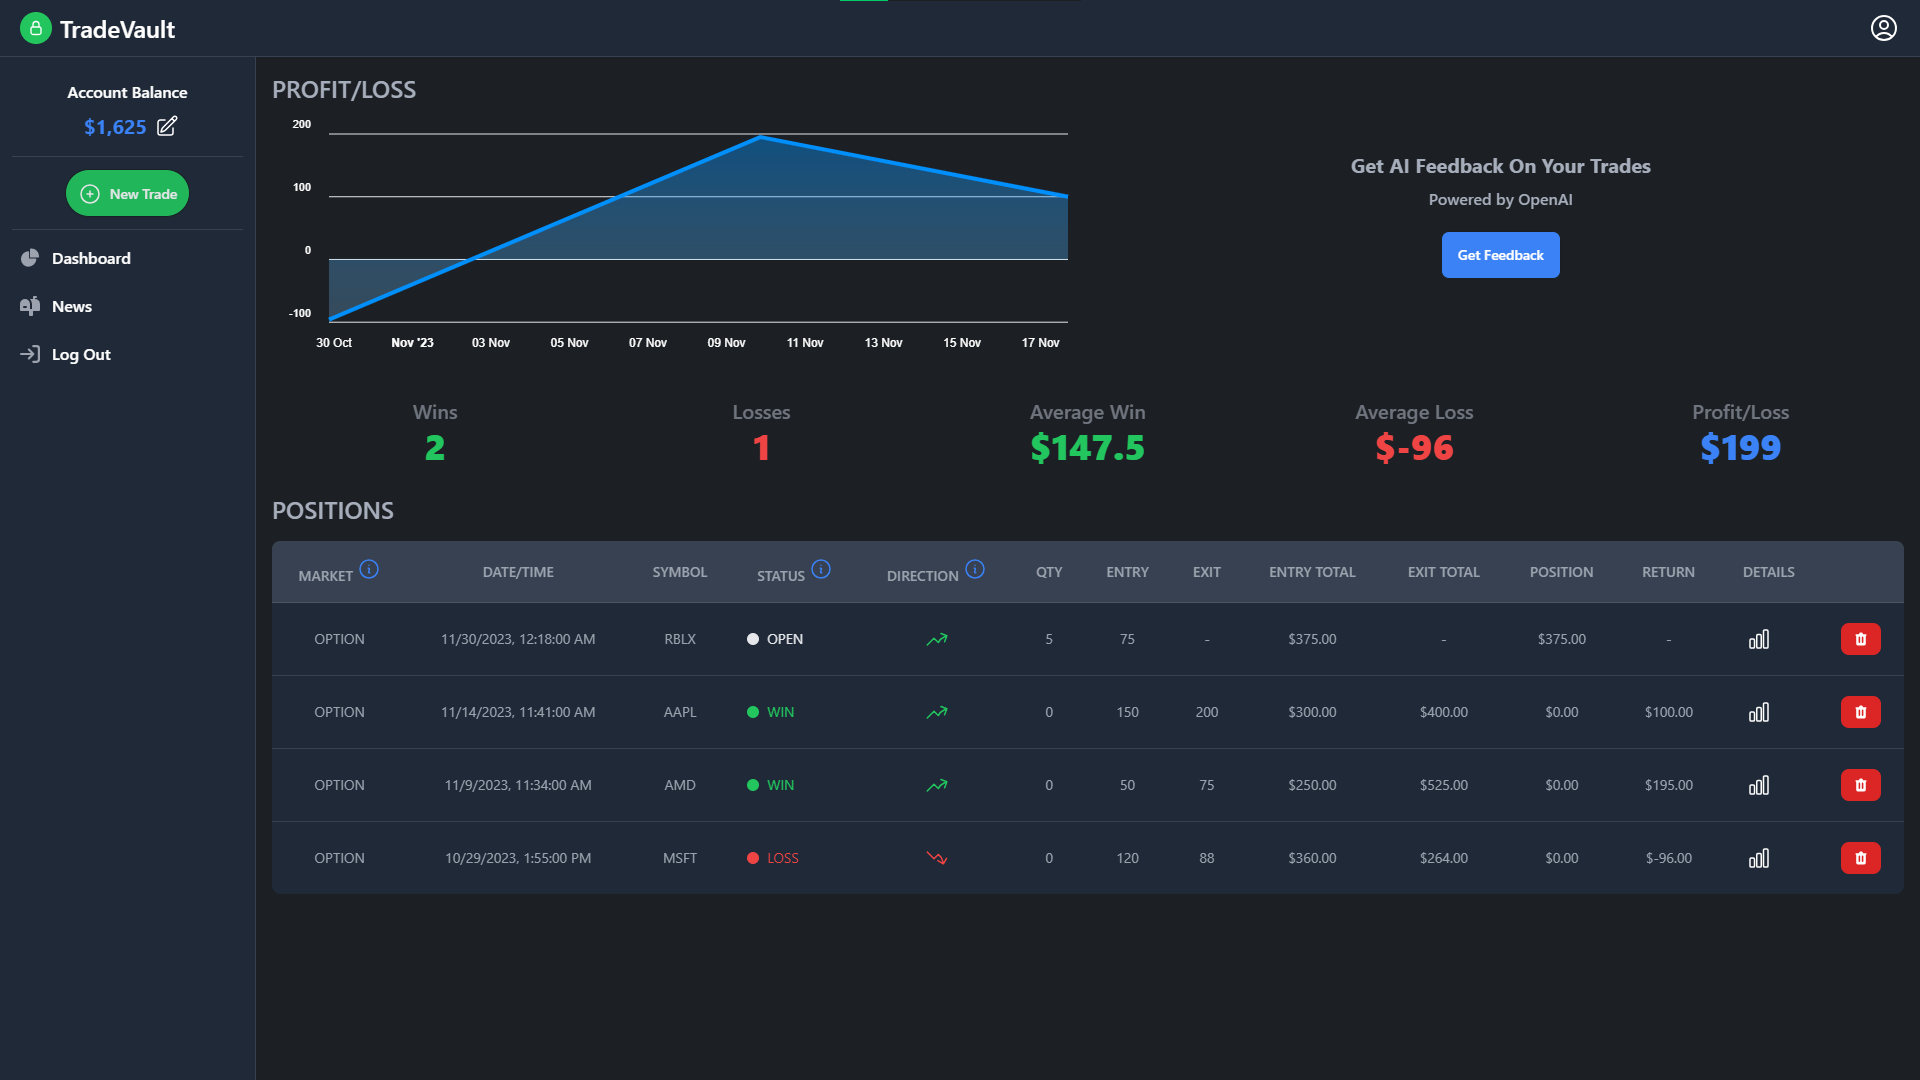 TradeVault
Account Balance
$1,625
New Trade
Dashboard
News
Log Out
PROFIT/LOSS
200
100
0
-100
30 Oct Nov '23 03 Nov 05 Nov 07 Nov 09 Nov 11 Nov 13 Nov 15 Nov 17 Nov
Get AI Feedback On Your Trades
Powered by OpenAI
Get Feedback
Wins Losses Average Win Average Loss Profit/Loss
2 1 $147.5 $-96 $199
POSITIONS
MARKET DATE/TIME SYMBOL STATUS DIRECTION QTY ENTRY EXIT ENTRY TOTAL EXIT TOTAL POSITION RETURN DETAILS
OPTION 11/30/2023, 12:18:00 AM RBLX OPEN 5 75 - $375.00 - $375.00 -
OPTION 11/14/2023, 11:41:00 AM AAPL WIN 0 150 200 $300.00 $400.00 $0.00 $100.00
OPTION 11/9/2023, 11:34:00 AM AMD WIN 0 50 75 $250.00 $525.00 $0.00 $195.00
OPTION 10/29/2023, 1:55:00 PM MSFT LOSS 0 120 88 $360.00 $264.00 $0.00 $-96.00